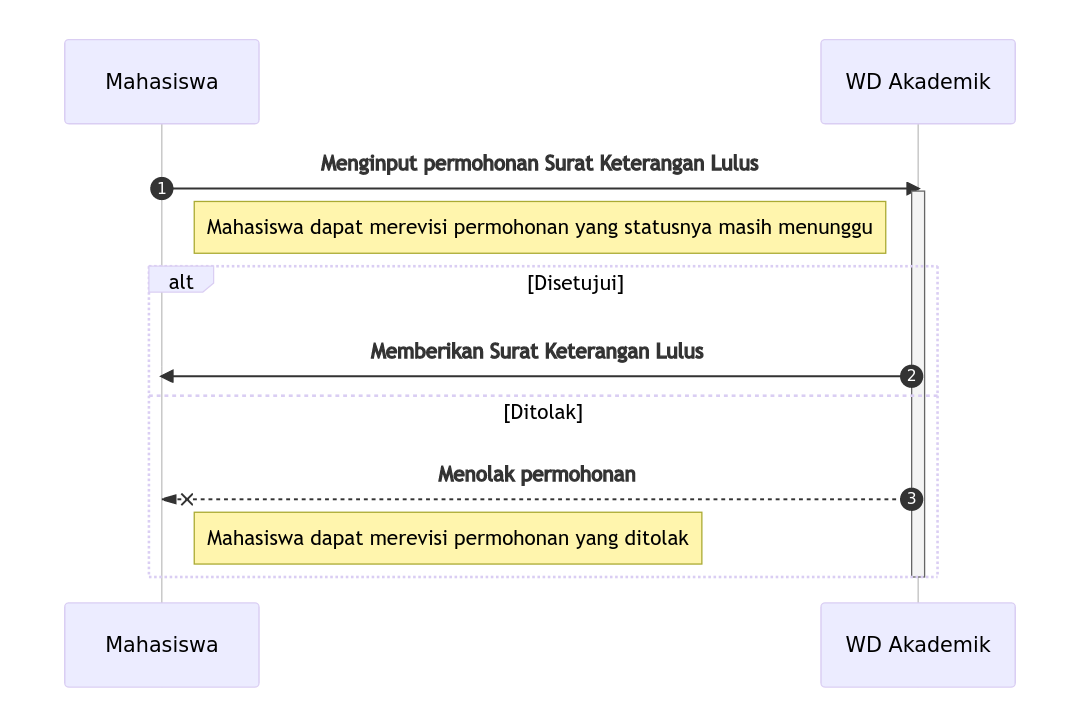 Mahasiswa
WD Akademik
Menginput permohonan Surat Keterangan Lulus
1
Mahasiswa dapat merevisi permohonan yang statusnya masih menunggu
alt
[Disetujui]
Memberikan Surat Keterangan Lulus
2
[Ditolak]
Menolak permohonan
3
Mahasiswa dapat merevisi permohonan yang ditolak
Mahasiswa
WD Akademik